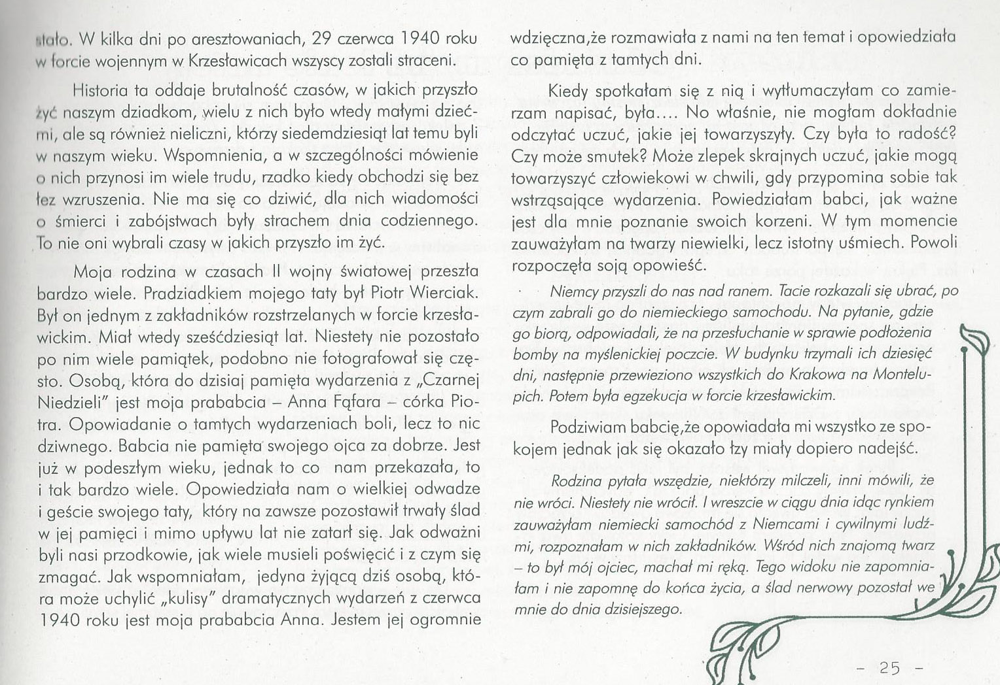 stało. W kilka dni po aresztowaniach, 29 czerwca 1940 roku
w forcie wojennym w Krzesławicach wszyscy zostali straceni.
Historia ta oddaje brutalność czasów, w jakich przyszło
żyć naszym dziadkom, wielu z nich było wtedy małymi dzieć-
mi, ale są również nieliczni, którzy siedemdziesiąt lat temu byli
w naszym wieku. Wspomnienia, a w szczególności mówienie
o nich przynosi im wiele trudu, rzadko kiedy obchodzi się bez
łez wzruszenia. Nie ma się co dziwić, dla nich wiadomości
o śmierci i zabójstwach były strachem dnia codziennego.
To nie oni wybrali czasy w jakich przyszło im żyć.
Moja rodzina w czasach II wojny światowej przeszła
bardzo wiele. Pradziadkiem mojego taty był Piotr Wierciak.
Był on jednym z zakładników rozstrzelanych w forcie krzesła-
wickim. Miał wtedy sześćdziesiąt lat. Niestety nie pozostało
po nim wiele pamiątek, podobno nie fotografował się czę-
sto. Osobą, która do dzisiaj pamięta wydarzenia z „Czarnej
Niedzieli" jest moja prababcia – Anna Fąfara – córka Pio-
tra. Opowiadanie o tamtych wydarzeniach boli, lecz to nic
dziwnego. Babcia nie pamięta swojego ojca za dobrze. Jest
już w podeszłym wieku, jednak to co nam przekazała, to
i tak bardzo wiele. Opowiedziała nam o wielkiej odwadze
i geście swojego taty, który na zawsze pozostawił trwały ślad
w jej pamięci i mimo upływu lat nie zatarł się. Jak odważni
byli nasi przodkowie, jak wiele musieli poświęcić i z czym się
zmagać. Jak wspomniałam, jedyna żyjącą dziś osobą, któ-
ra może uchylić „kulisy" dramatycznych wydarzeń z czerwca
1940 roku jest moja prababcia Anna. Jestem jej ogromnie
wdzięczna,że rozmawiała z nami na ten temat i opowiedziała
co pamięta z tamtych dni.
Kiedy spotkałam się z nią i wytłumaczyłam co zamie-
rzam napisać, była.... No właśnie, nie mogłam dokładnie
odczytać uczuć, jakie jej towarzyszyły. Czy była to radość?
Czy może smutek? Może zlepek skrajnych uczuć, jakie mogą
towarzyszyć człowiekowi w chwili, gdy przypomina sobie tak
wstrząsające wydarzenia. Powiedziałam babci, jak ważne
jest dla mnie poznanie swoich korzeni. W tym momencie
zauważyłam na twarzy niewielki, lecz istotny uśmiech. Powoli
rozpoczęła soją opowieść.
Niemcy przyszli do nas nad ranem. Tacie rozkazali się ubrać, po
czym zabrali go do niemieckiego samochodu. Na pytanie, gdzie
go biorą, odpowiadali, że na przesłuchanie w sprawie podłożenia
bomby na myślenickiej poczcie. W budynku trzymali ich dziesięć
dni, następnie przewieziono wszystkich do Krakowa na Montelu-
pich. Potem była egzekucja w forcie krzesławickim.
Podziwiam babcię,że opowiadała mi wszystko ze spo-
kojem jednak jak się okazało łzy miały dopiero nadejść.
Rodzina pytała wszędzie, niektórzy milczeli, inni mówili, że
nie wróci. Niestety nie wrócił. I wreszcie w ciągu dnia idąc rynkiem
zauważyłam niemiecki samochód z Niemcami i cywilnymi ludź-
mi, rozpoznałam w nich zakładników. Wśród nich znajomą twarz
– to był mój ojciec, machał mi ręką. Tego widoku nie zapomnia-
łam i nie zapomnę do końca życia, a ślad nerwowy pozostał we
mnie do dnia dzisiejszego.
- 25 -